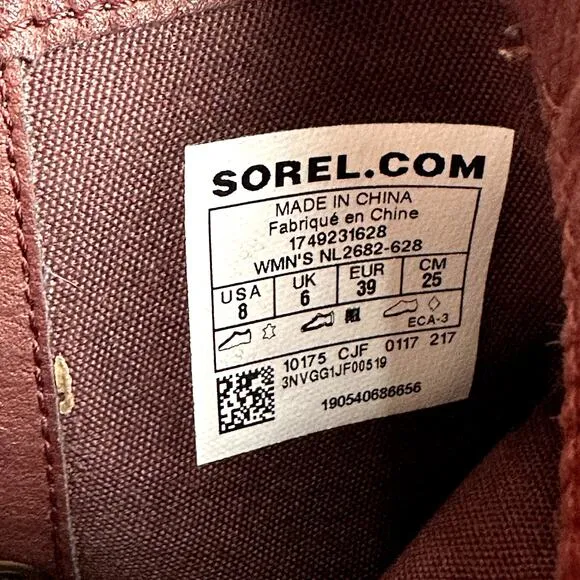 SOREL.COM
MADE IN CHINA
Fabriqué en Chine
1749231628
WMN'S NL2682-628
USA UK EUR CM
8 6 39 25
ECA-3
10175 CJF 0117 217
3NVGG1JF00519
190540686656